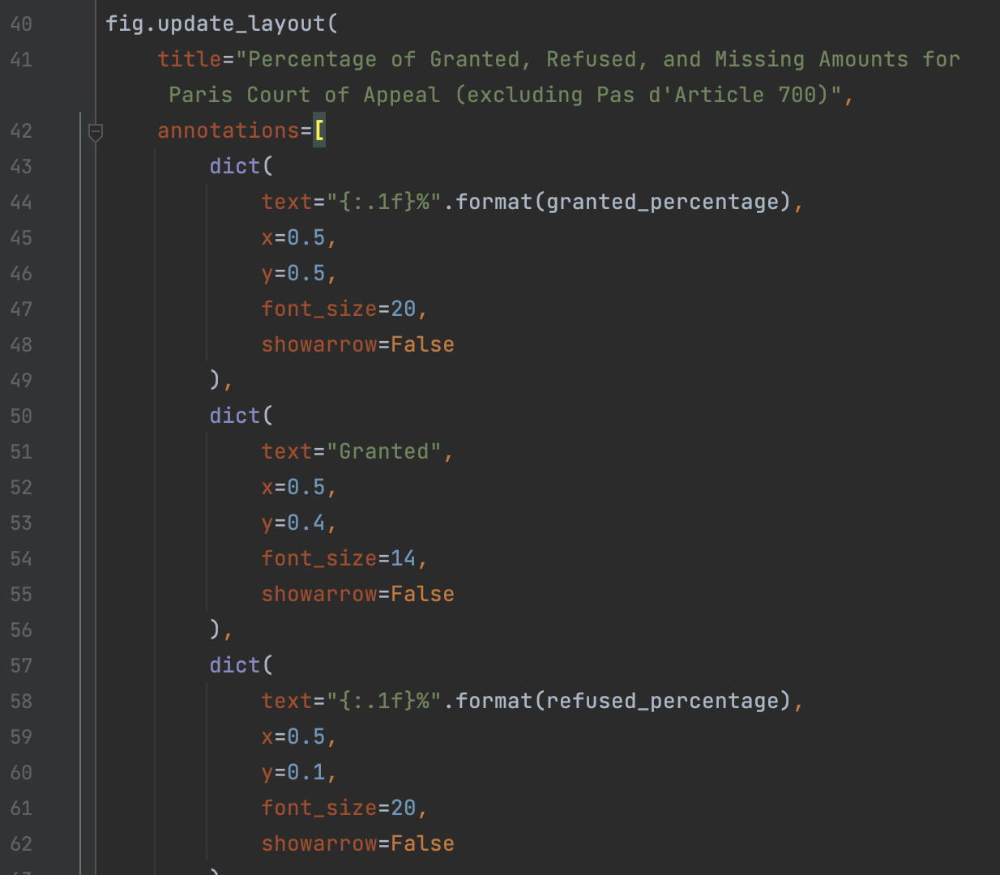 40 fig.update_layout(
41 title="Percentage of Granted, Refused, and Missing Amounts for
Paris Court of Appeal (excluding Pas d'Article 700)",
42 annotations=[
43 dict(
44 text="{:.1f}%".format(granted_percentage),
45 x=0.5,
46 y=0.5,
47 font_size=20,
48 showarrow=False
49 ),
50 dict(
51 text="Granted",
52 x=0.5,
53 y=0.4,
54 font_size=14,
55 showarrow=False
56 ),
57 dict(
58 text="{:.1f}%".format(refused_percentage),
59 x=0.5,
60 y=0.1,
61 font_size=20,
62 showarrow=False